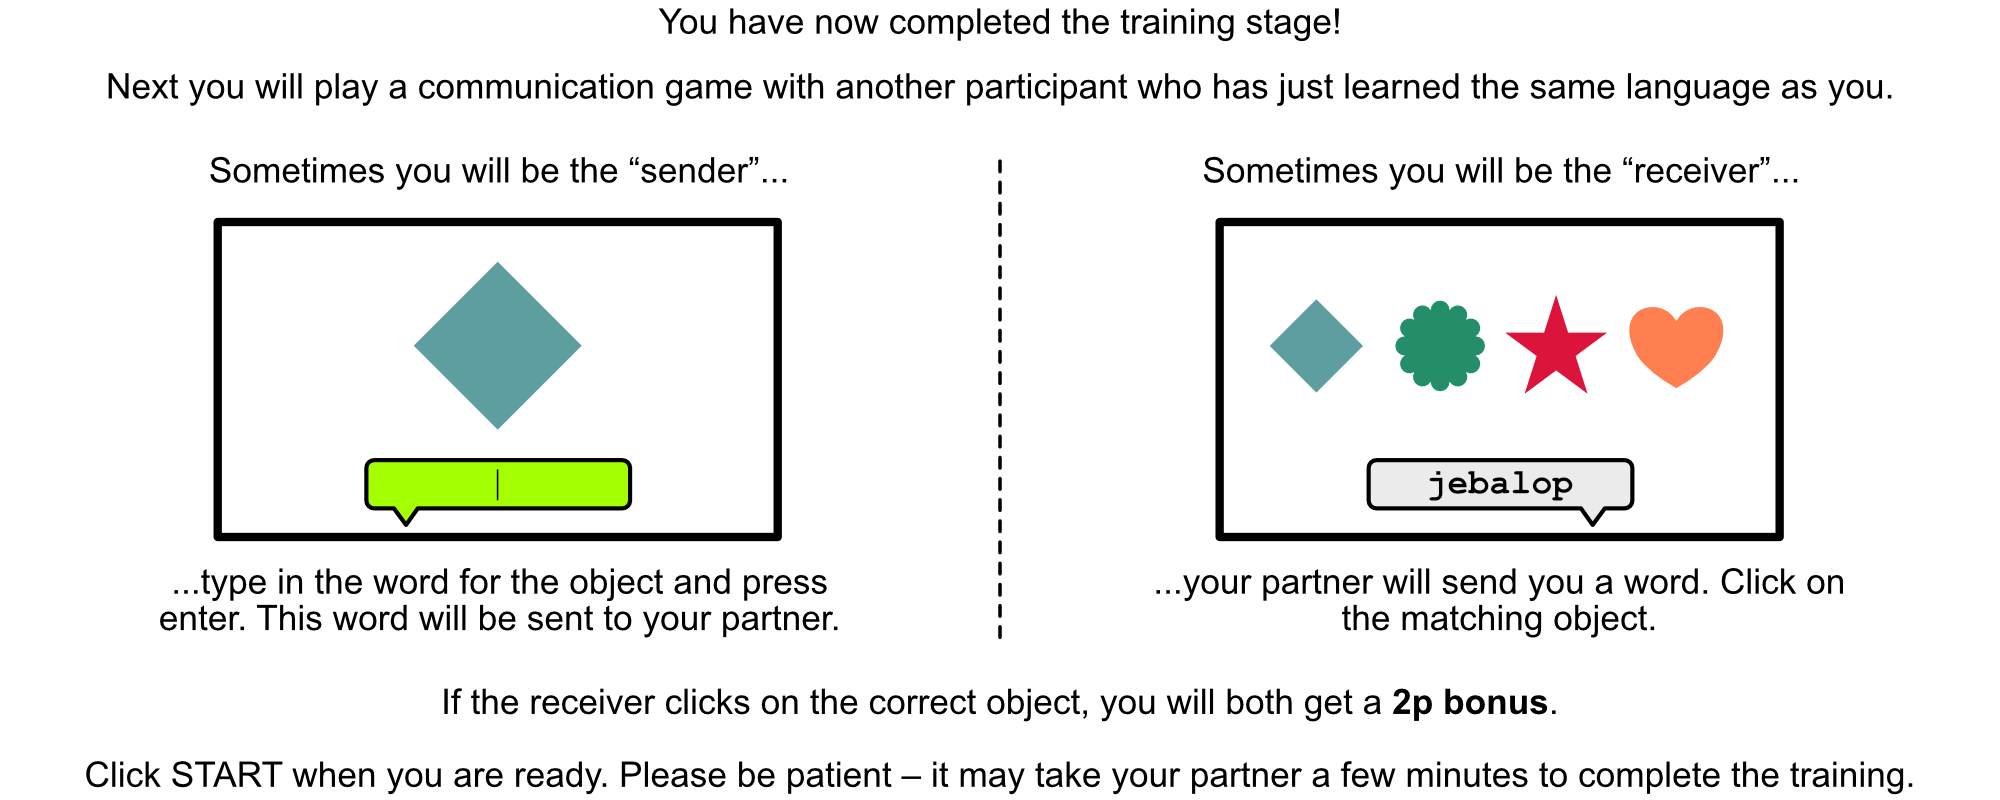 You have now completed the training stage!
Next you will play a communication game with another participant who has just learned the same language as you.
Sometimes you will be the “sender”...
...type in the word for the object and press
enter. This word will be sent to your partner.
Sometimes you will be the “receiver”...
jebalop
...your partner will send you a word. Click on
the matching object.
If the receiver clicks on the correct object, you will both get a 2p bonus.
Click START when you are ready. Please be patient – it may take your partner a few minutes to complete the training.